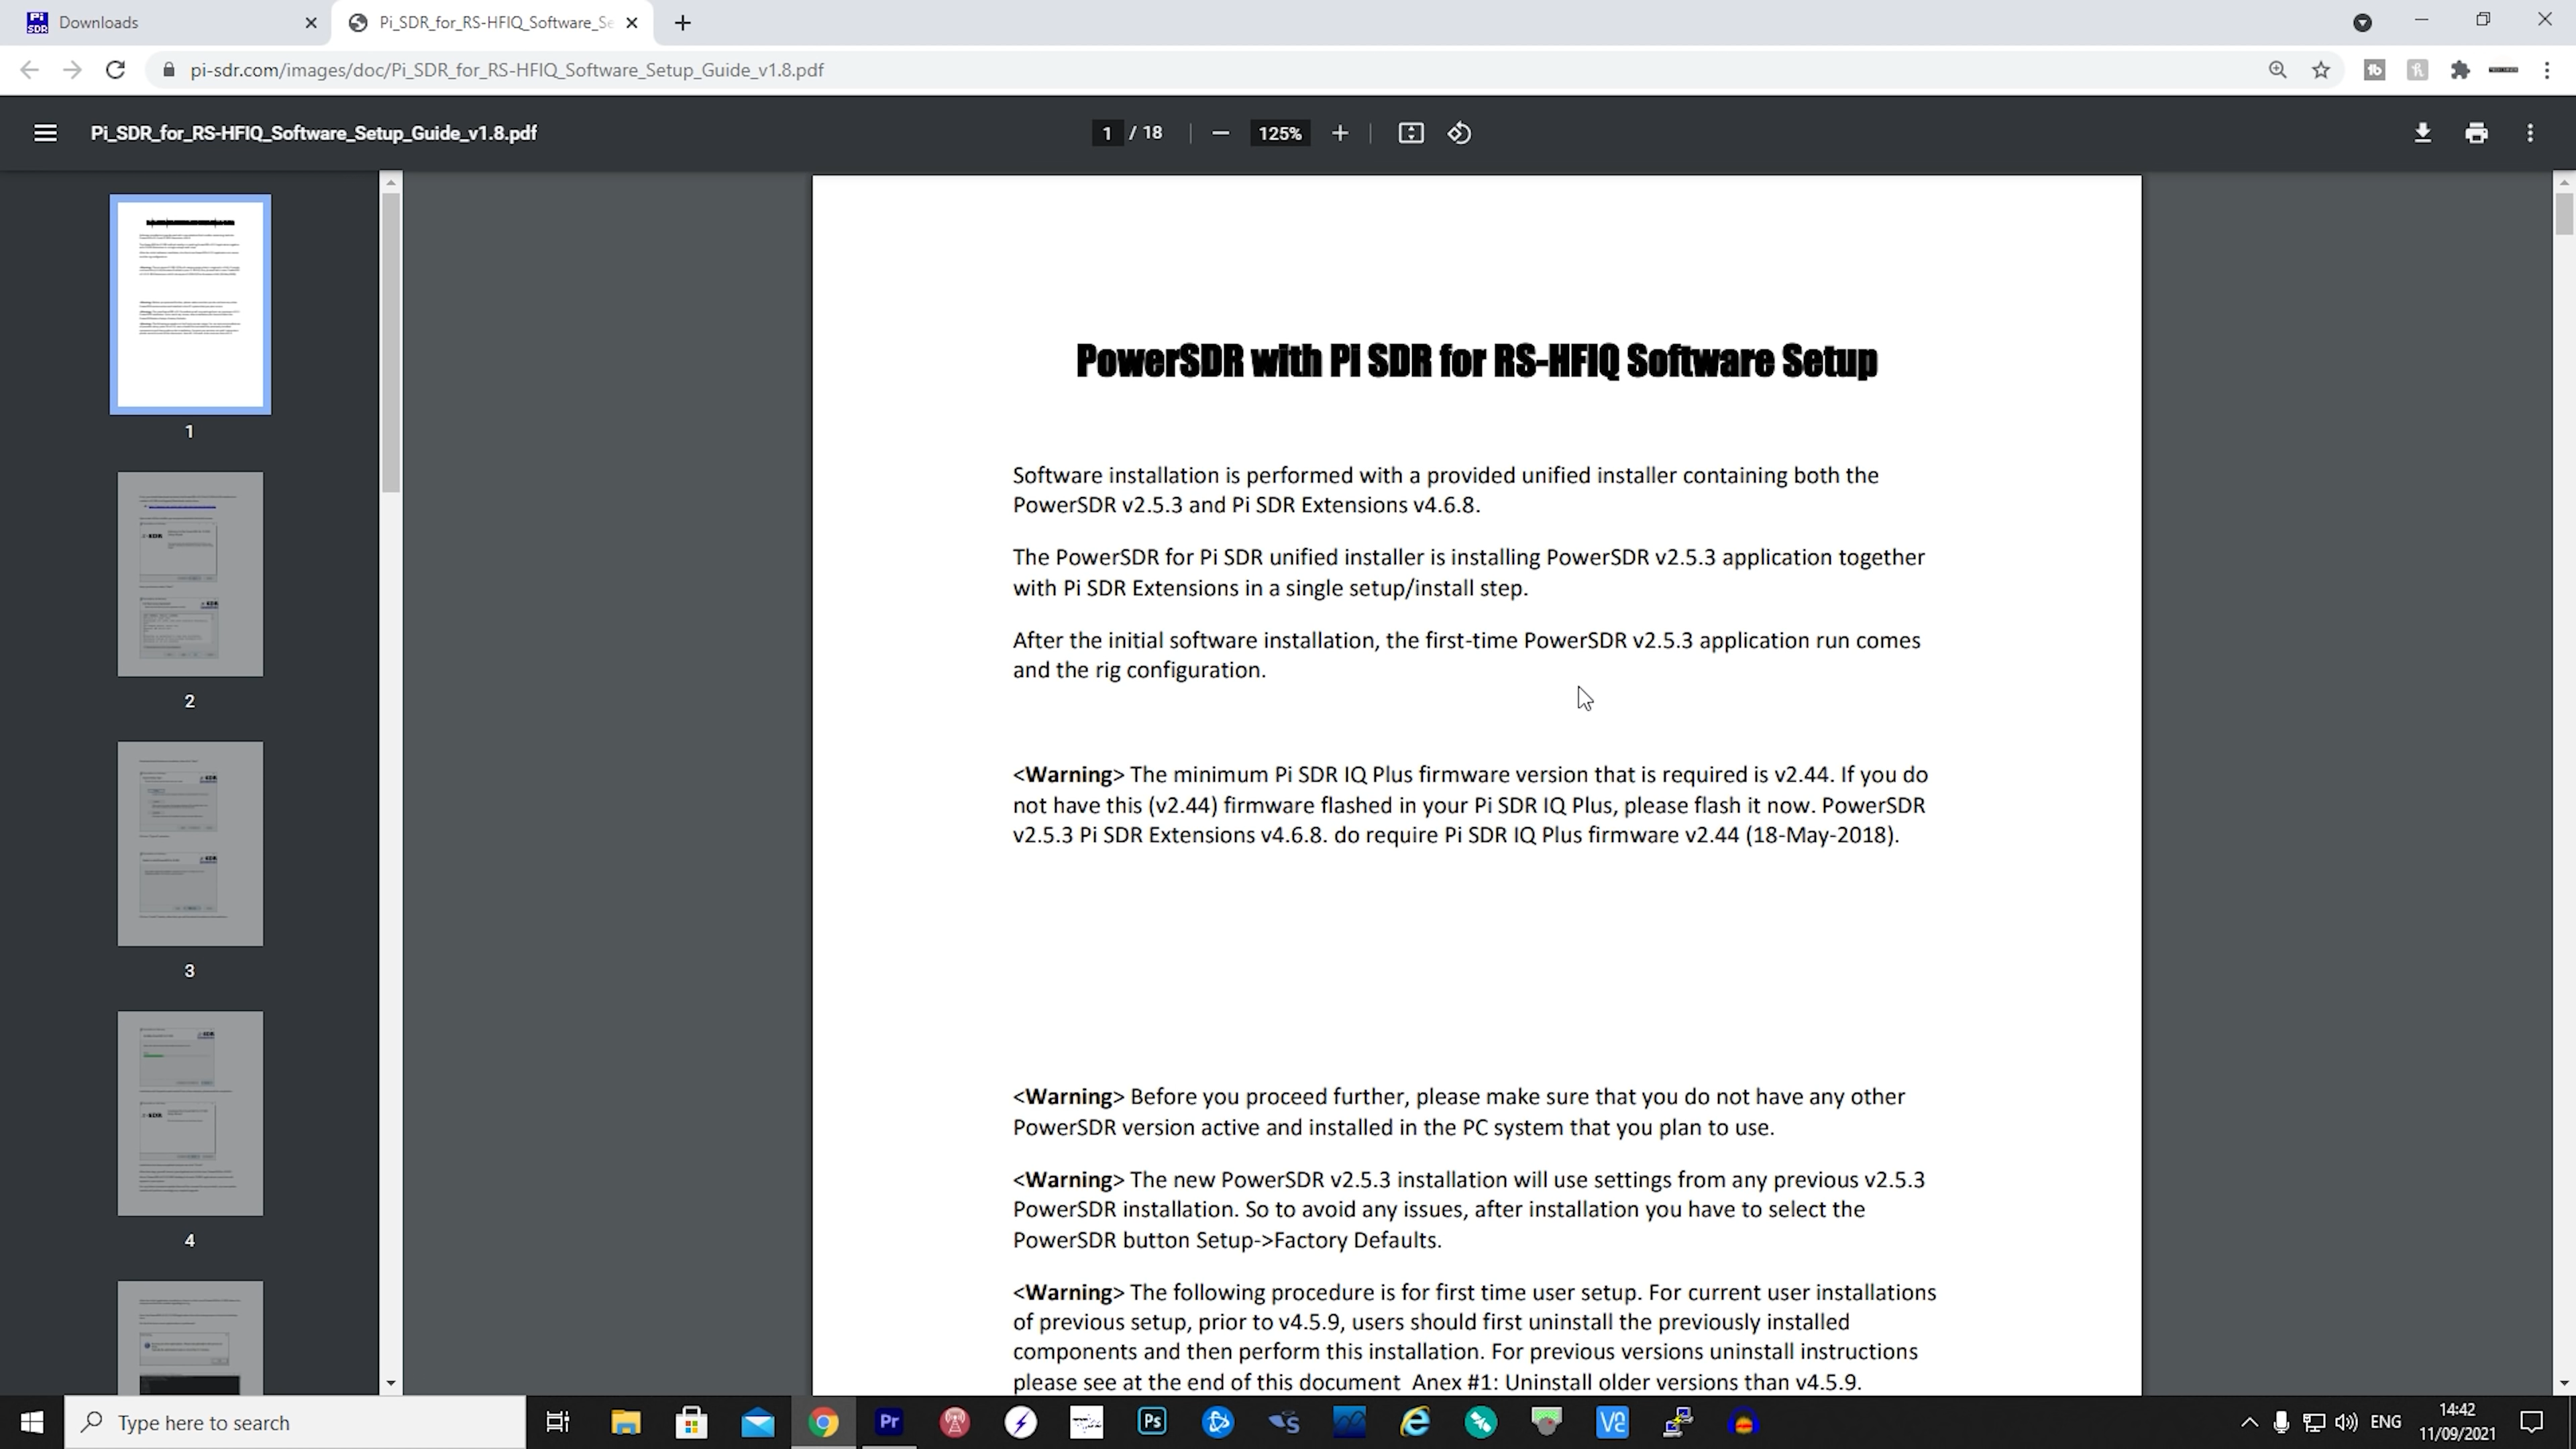 Pi SDR Downloads
Pi_SDR_for_RS-HFIQ_Software_Se
pi-sdr.com/images/doc/Pi_SDR_for_RS-HFIQ_Software_Setup_Guide_v1.8.pdf
Pi_SDR_for_RS-HFIQ_Software_Setup_Guide_v1.8.pdf
1 / 18
125%
PowerSDR with Pi SDR for RS-HFIQ Software Setup
Software installation is performed with a provided unified installer containing both the
PowerSDR v2.5.3 and Pi SDR Extensions v4.6.8.
The PowerSDR for Pi SDR unified installer is installing PowerSDR v2.5.3 application together
with Pi SDR Extensions in a single setup/install step.
After the initial software installation, the first-time PowerSDR v2.5.3 application run comes
and the rig configuration.
<Warning> The minimum Pi SDR IQ Plus firmware version that is required is v2.44. If you do
not have this (v2.44) firmware flashed in your Pi SDR IQ Plus, please flash it now. PowerSDR
v2.5.3 Pi SDR Extensions v4.6.8. do require Pi SDR IQ Plus firmware v2.44 (18-May-2018).
<Warning> Before you proceed further, please make sure that you do not have any other
PowerSDR version active and installed in the PC system that you plan to use.
<Warning> The new PowerSDR v2.5.3 installation will use settings from any previous v2.5.3
PowerSDR installation. So to avoid any issues, after installation you have to select the
PowerSDR button Setup->Factory Defaults.
<Warning> The following procedure is for first time user setup. For current user installations
of previous setup, prior to v4.5.9, users should first uninstall the previously installed
components and then perform this installation. For previous versions uninstall instructions
please see at the end of this document  Anex #1: Uninstall older versions than v4.5.9.
1
2
3
4
Type here to search
Pr
Ps
ENG
14:42
11/09/2021